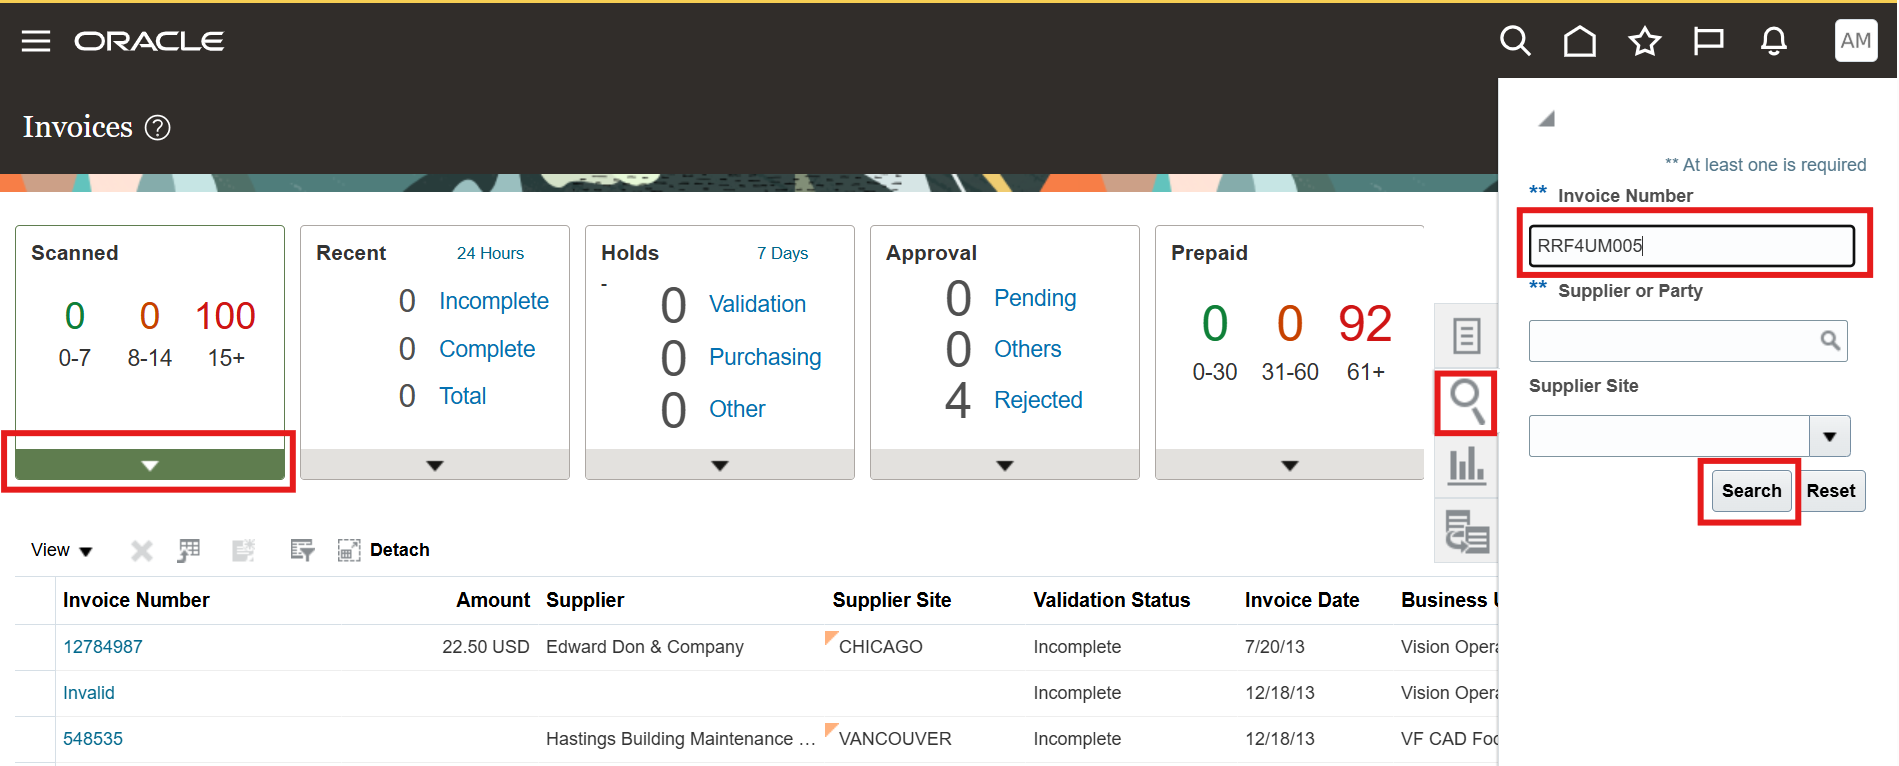 ORACLE
AM
Invoices ?
** At least one is required
** Invoice Number
RRF4UM005
** Supplier or Party
Supplier Site
Search Reset
Scanned
0 0 100
0-7 8-14 15+
Recent 24 Hours
0 Incomplete
0 Complete
0 Total
Holds 7 Days
-
0 Validation
0 Purchasing
0 Other
Approval
0 Pending
0 Others
4 Rejected
Prepaid
0 0 92
0-30 31-60 61+
View Detach
Invoice Number Amount Supplier Supplier Site Validation Status Invoice Date Business
12784987 22.50 USD Edward Don & Company CHICAGO Incomplete 7/20/13 Vision Opera
Invalid Incomplete 12/18/13 Vision Opera
548535 Hastings Building Maintenance ... VANCOUVER Incomplete 12/18/13 VF CAD Foo